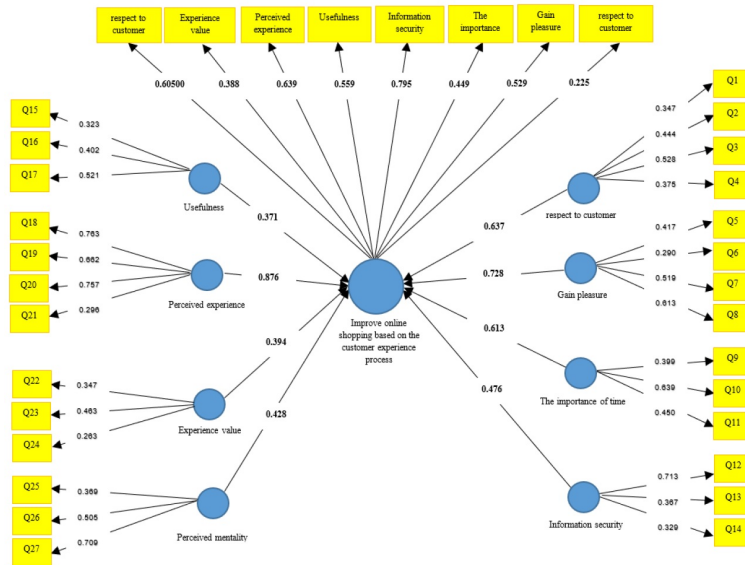 respect to
customer
Experience
value
Perceived
experience
Usefulness
Information
security
The
importance
Gain
pleasure
respect to
customer
0.60500
0.388
0.639
0.559
0.795
0.449
0.529
0.225
Q15
Q16
Q17
0.323
0.402
0.521
Usefulness
0.371
Q18
Q19
Q20
Q21
0.763
0.662
0.757
0.296
Perceived experience
0.876
Q22
Q23
Q24
0.347
0.463
0.263
Experience value
0.394
Q25
Q26
Q27
0.369
0.505
0.709
Perceived mentality
0.428
Improve online
shopping based on the
customer experience
process
Q1
Q2
Q3
Q4
0.347
0.444
0.528
0.375
respect to customer
0.637
Q5
Q6
Q7
Q8
0.417
0.290
0.519
0.613
Gain pleasure
0.728
Q9
Q10
Q11
0.399
0.639
0.450
The importance of time
0.613
Q12
Q13
Q14
0.713
0.367
0.329
Information security
0.476